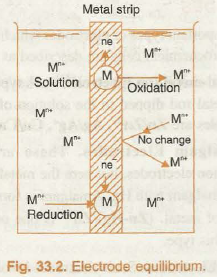 Metal strip
ne⁻
Mⁿ⁺
Mⁿ⁺
Solution
M
Mⁿ⁺
Oxidation
Mⁿ⁺
Mⁿ⁺
No change
Mⁿ⁺
Mⁿ⁺
ne⁻
Mⁿ⁺
Reduction
M
Mⁿ⁺
Fig. 33.2. Electrode equilibrium.